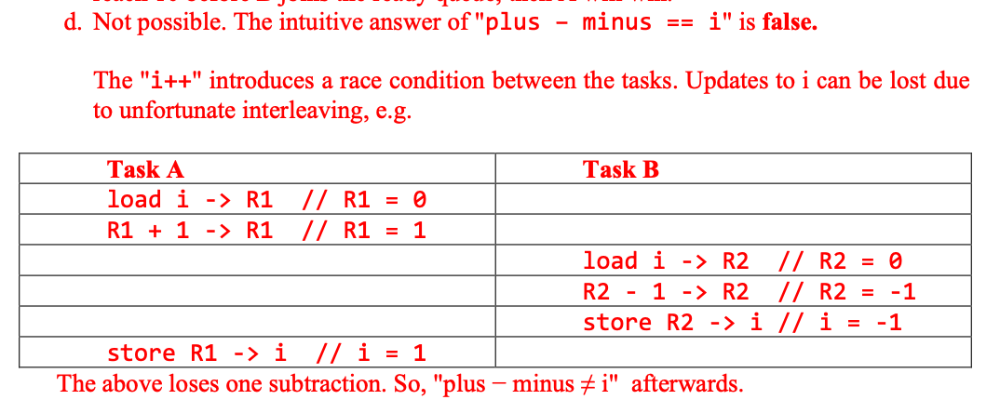 d. Not possible. The intuitive answer of "plus - minus == i" is false.
The "i++" introduces a race condition between the tasks. Updates to i can be lost due
to unfortunate interleaving, e.g.
Task A Task B
load i -> R1 // R1 = 0
R1 + 1 -> R1 // R1 = 1
load i -> R2 // R2 = 0
R2 - 1 -> R2 // R2 = -1
store R2 -> i // i = -1
store R1 -> i // i = 1
The above loses one subtraction. So, "plus – minus ≠ i" afterwards.